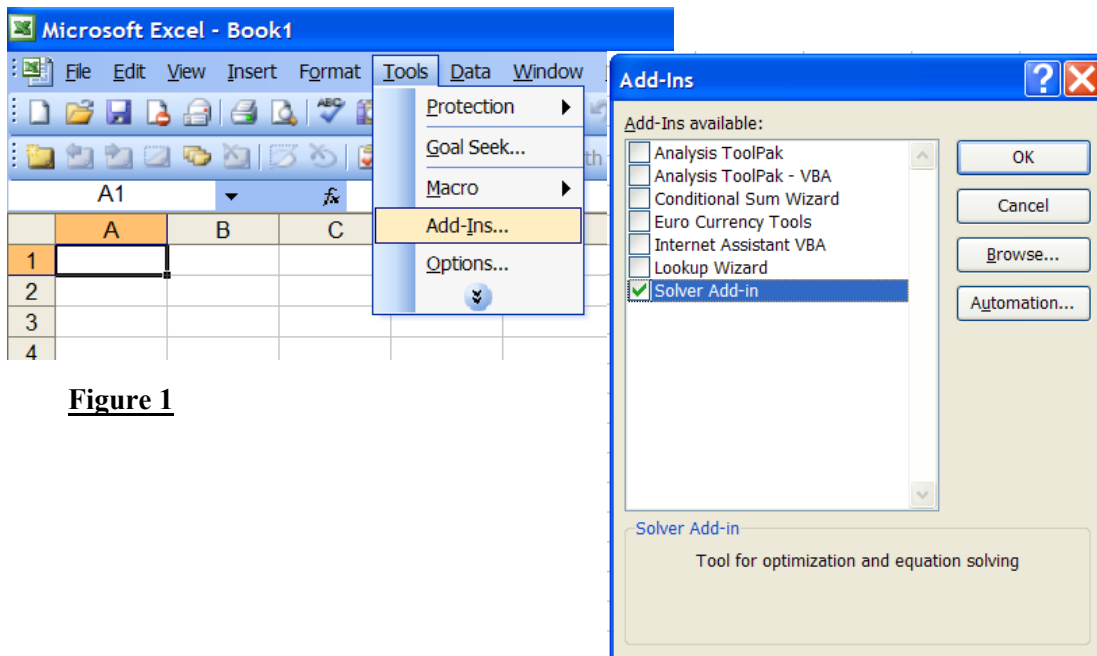 Microsoft Excel - Book1
File Edit View Insert Format Tools Data Window
Protection
Goal Seek...
Macro
Add-Ins...
Options...
A1 fx
A B C
1
2
3
4
Figure 1
Add-Ins
Add-Ins available:
Analysis ToolPak
Analysis ToolPak - VBA
Conditional Sum Wizard
Euro Currency Tools
Internet Assistant VBA
Lookup Wizard
Solver Add-in
OK
Cancel
Browse...
Automation...
Solver Add-in
Tool for optimization and equation solving